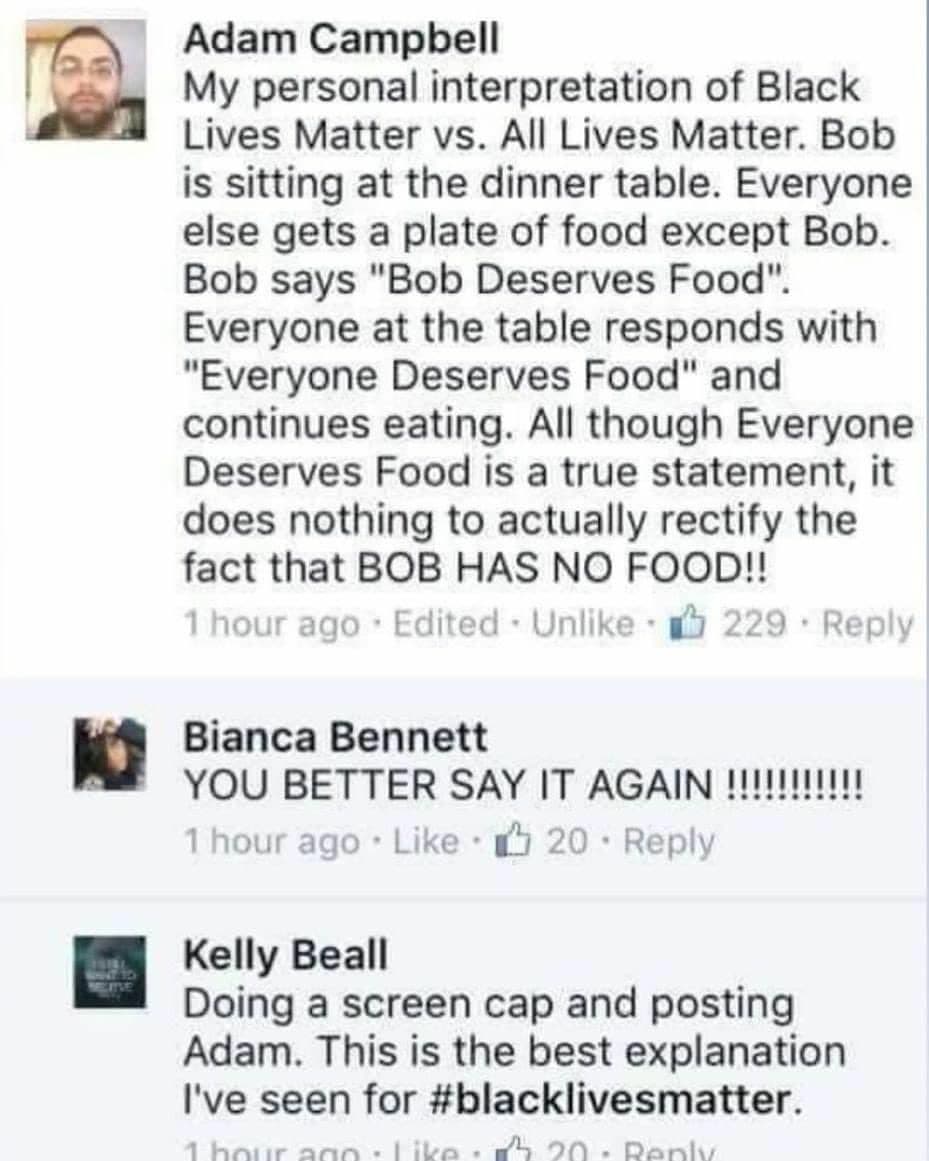 Adam Campbell
My personal interpretation of Black
Lives Matter vs. All Lives Matter. Bob
is sitting at the dinner table. Everyone
else gets a plate of food except Bob.
Bob says "Bob Deserves Food".
Everyone at the table responds with
"Everyone Deserves Food" and
continues eating. All though Everyone
Deserves Food is a true statement, it
does nothing to actually rectify the
fact that BOB HAS NO FOOD!!
1 hour ago · Edited · Unlike · 229 · Reply
Bianca Bennett
YOU BETTER SAY IT AGAIN !!!!!!!!!!!
1 hour ago · Like · 20 · Reply
WANT TO
Kelly Beall
Doing a screen cap and posting
Adam. This is the best explanation
I've seen for #blacklivesmatter.
1 hour ago · Like · 20 · Reply